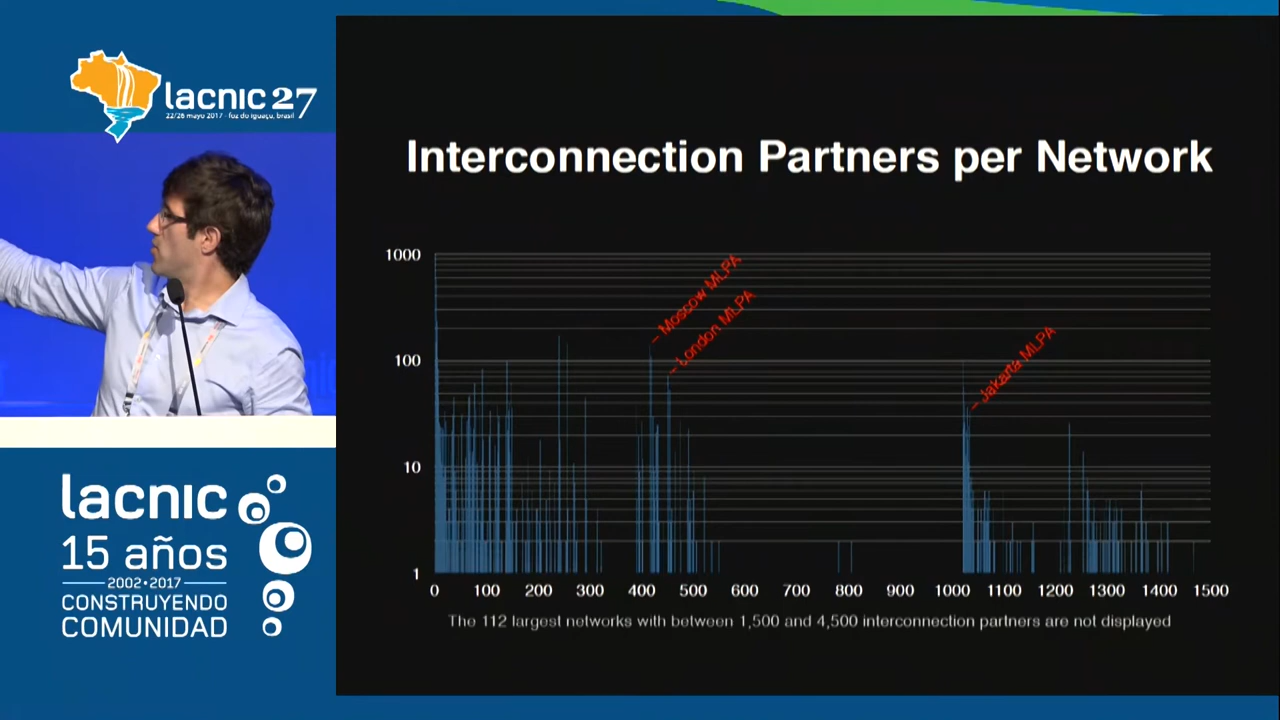 lacnic 27
22/26 mayo 2017 - foz do iguaçu, brasil
Interconnection Partners per Network
1000
100
10
1
Moscow MLPA
London MLPA
Jakarta MLPA
0 100 200 300 400 500 600 700 800 900 1000 1100 1200 1300 1400 1500
The 112 largest networks with between 1,500 and 4,500 interconnection partners are not displayed
lacnic
15 años
2002•2017
CONSTRUYENDO
COMUNIDAD